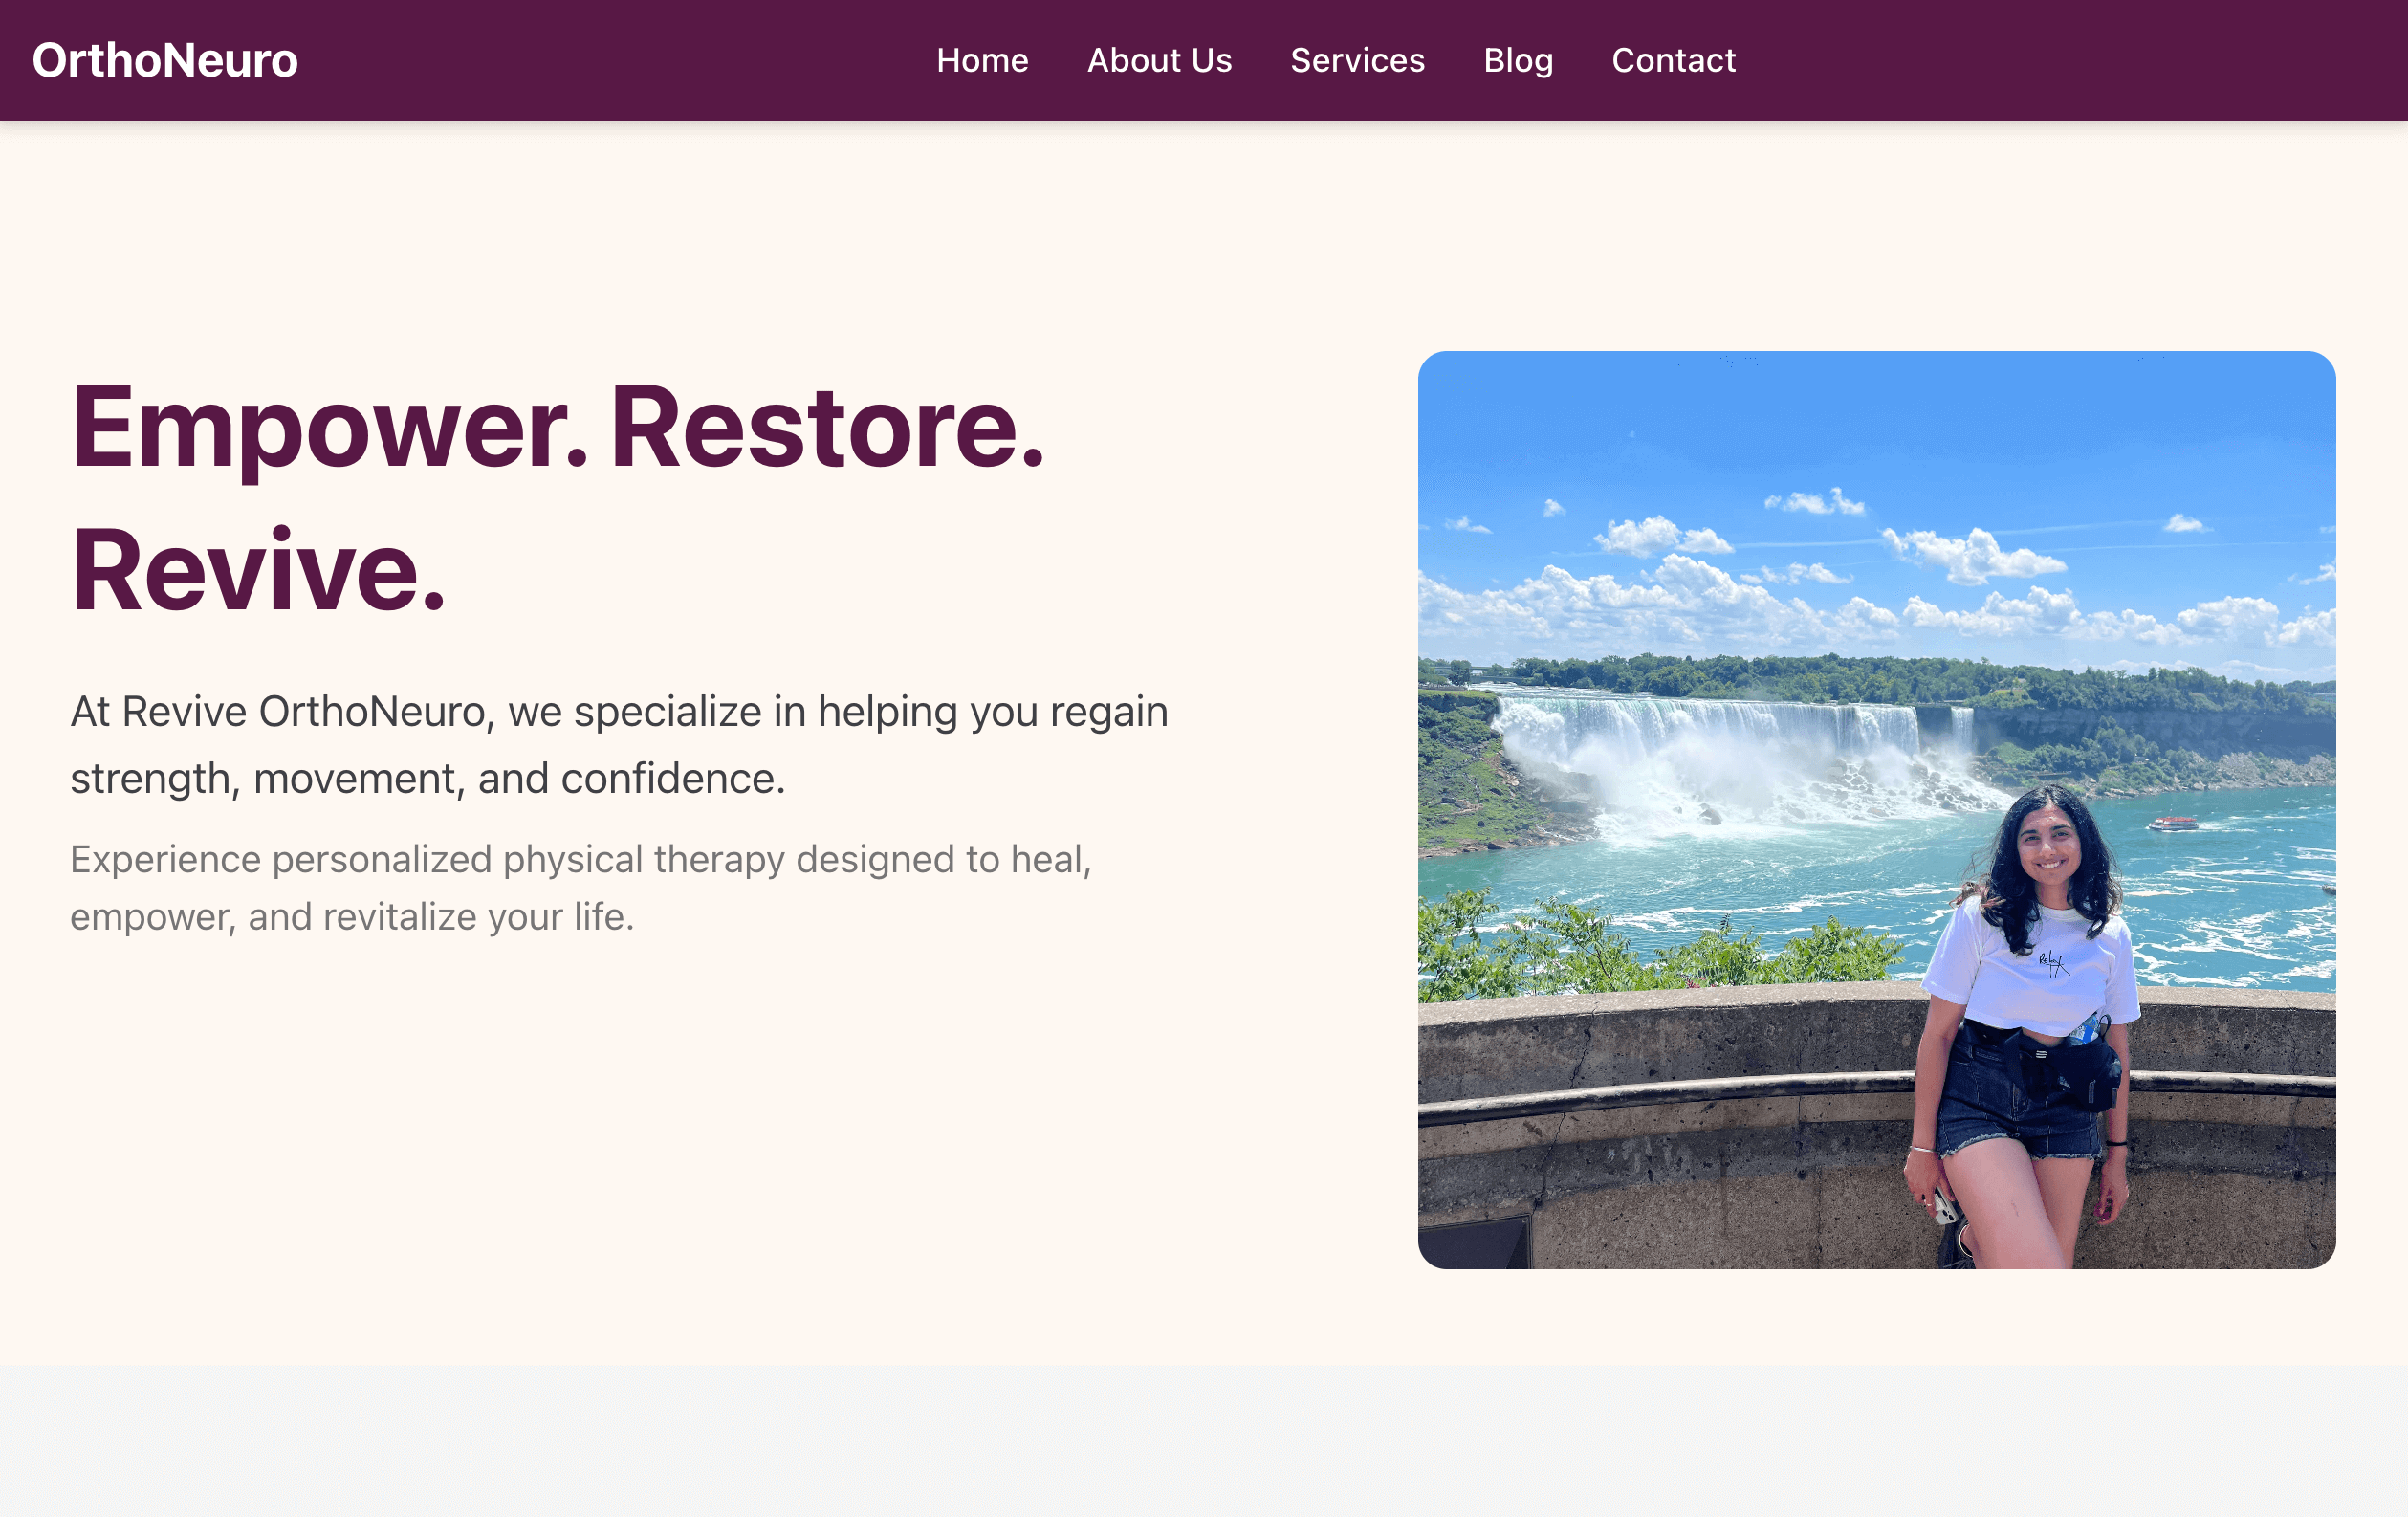 OrthoNeuro
Home About Us Services Blog Contact
Empower. Restore.
Revive.
At Revive OrthoNeuro, we specialize in helping you regain
strength, movement, and confidence.
Experience personalized physical therapy designed to heal,
empower, and revitalize your life.
Relax